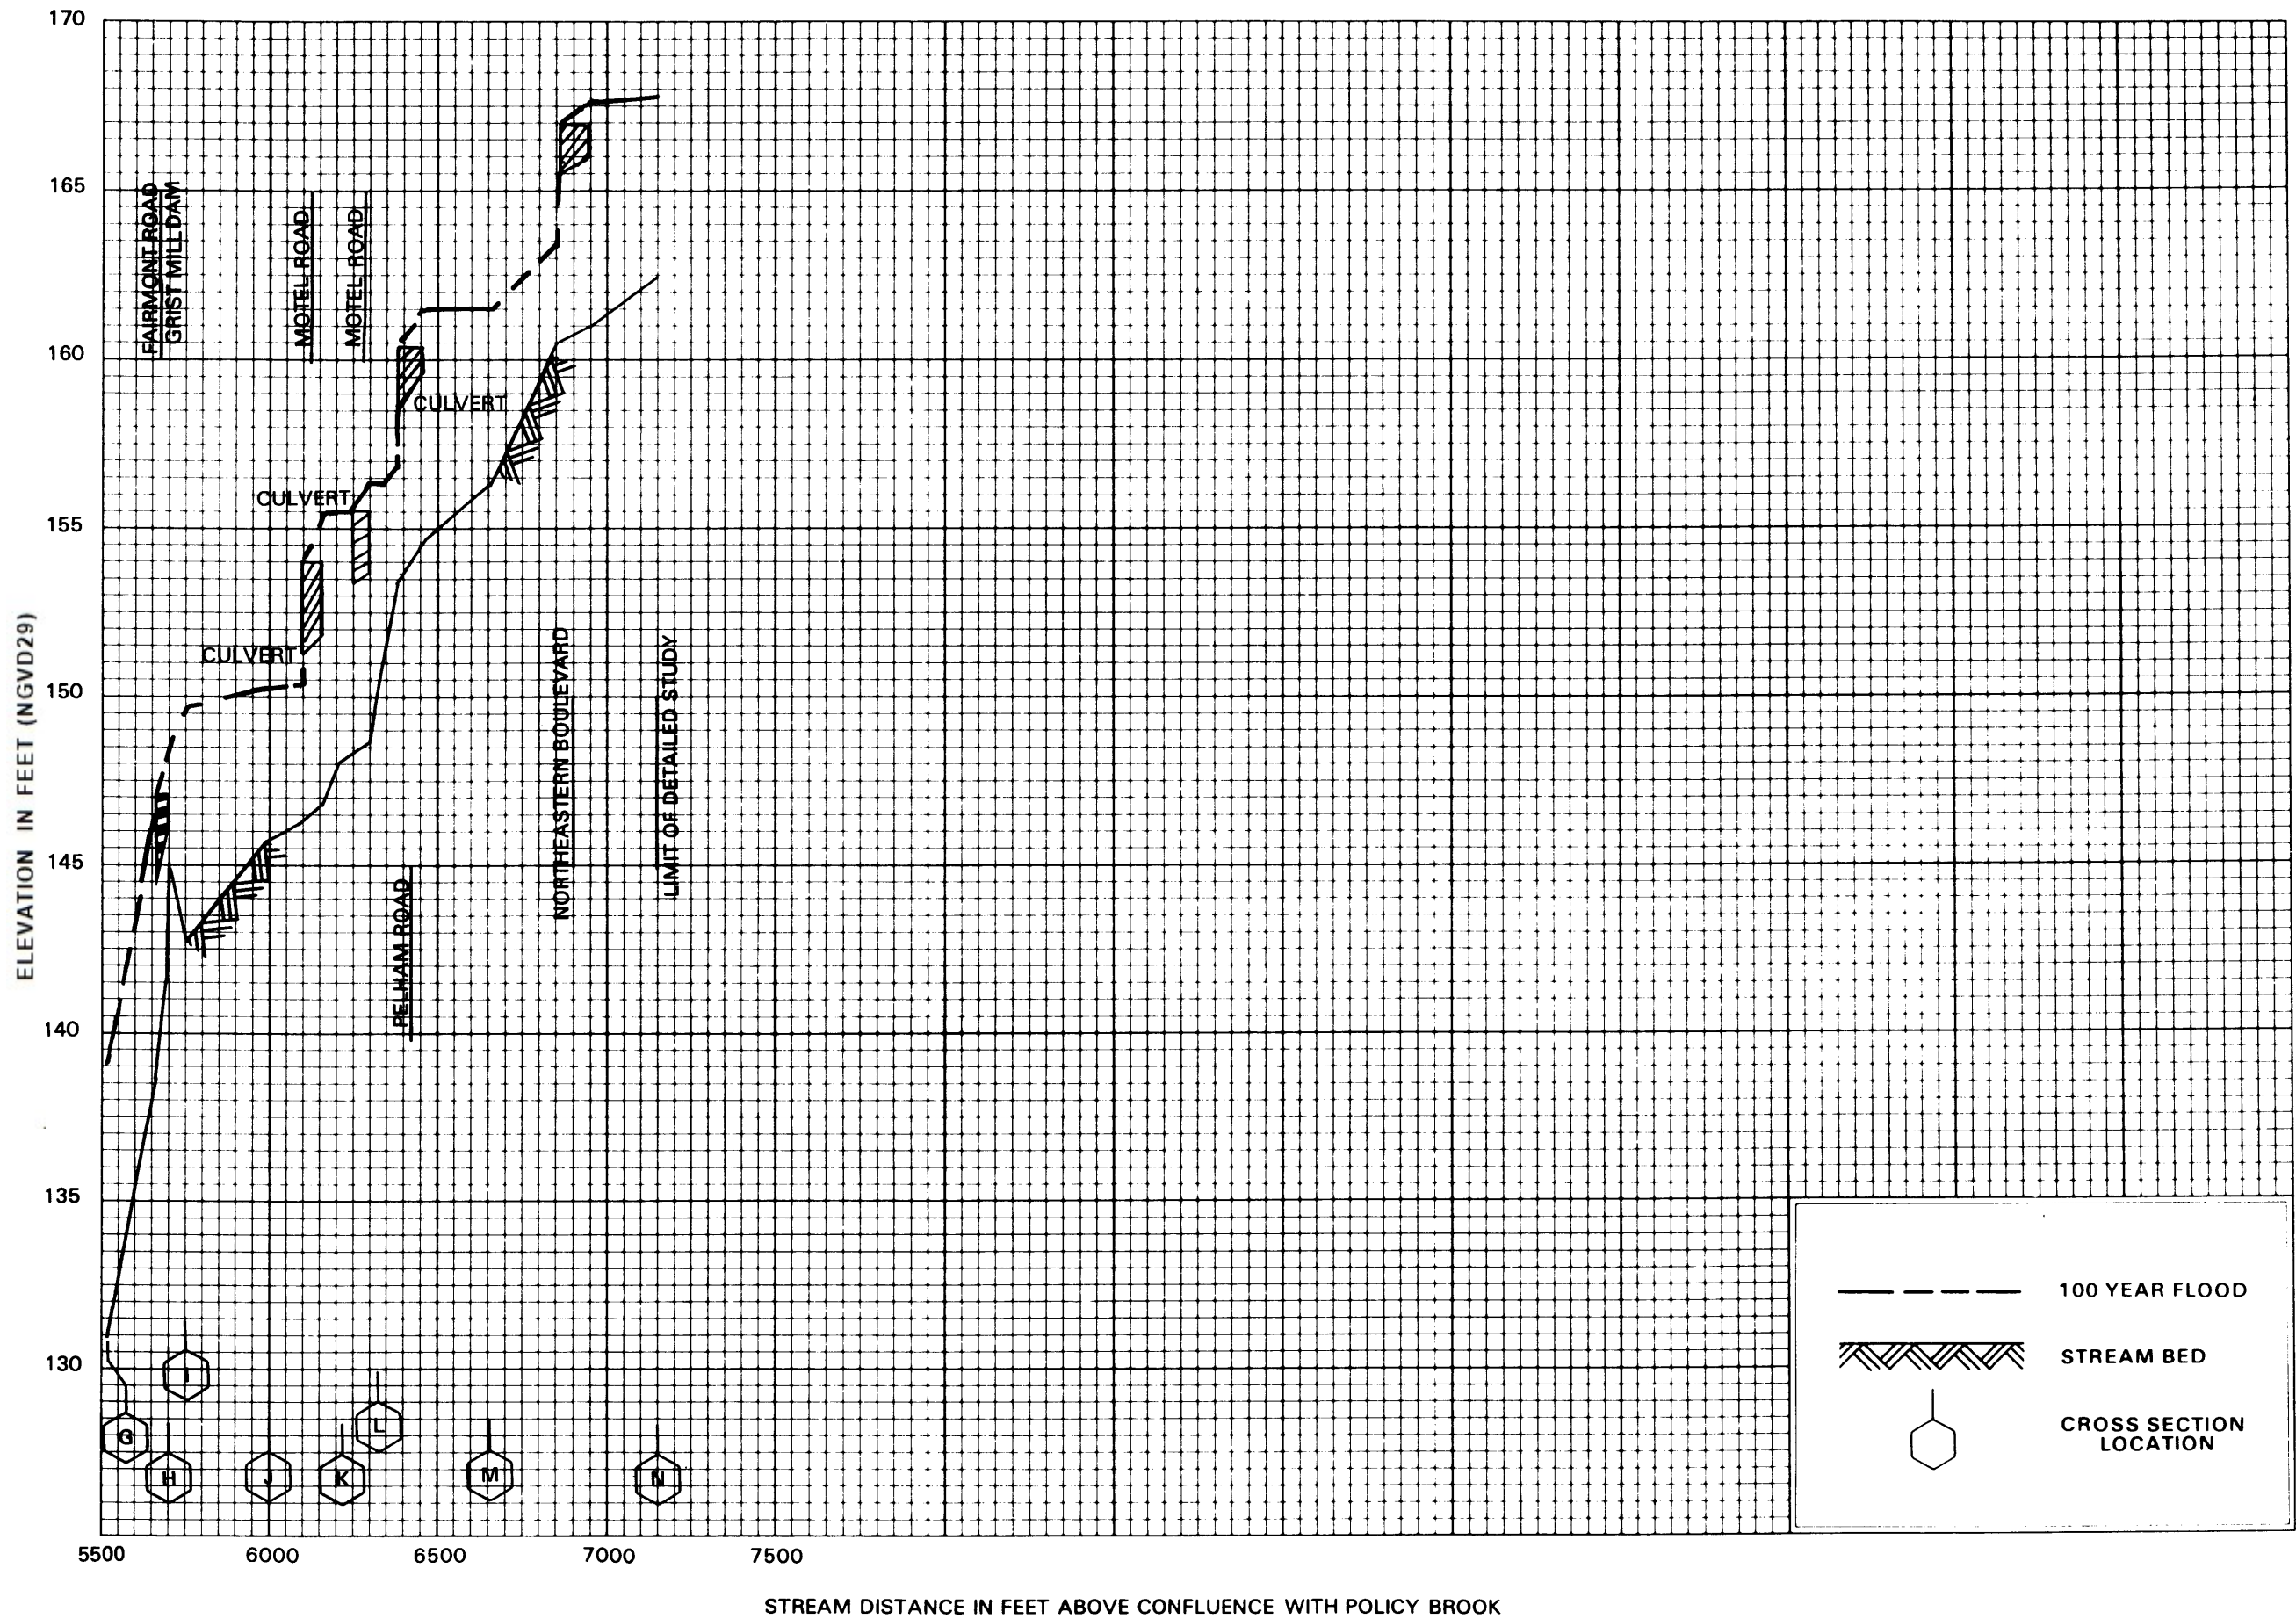 170
165
160
155
150
145
140
135
130
ELEVATION IN FEET (NGVD29)
FAIRMONT ROAD
GRIST MILL DAM
MOTEL ROAD
MOTEL ROAD
CULVERT
CULVERT
CULVERT
PELHAM ROAD
NORTHEASTERN BOULEVARD
LIMIT OF DETAILED STUDY
G
H
I
J
K
L
M
N
5500
6000
6500
7000
7500
STREAM DISTANCE IN FEET ABOVE CONFLUENCE WITH POLICY BROOK
100 YEAR FLOOD
STREAM BED
CROSS SECTION
LOCATION